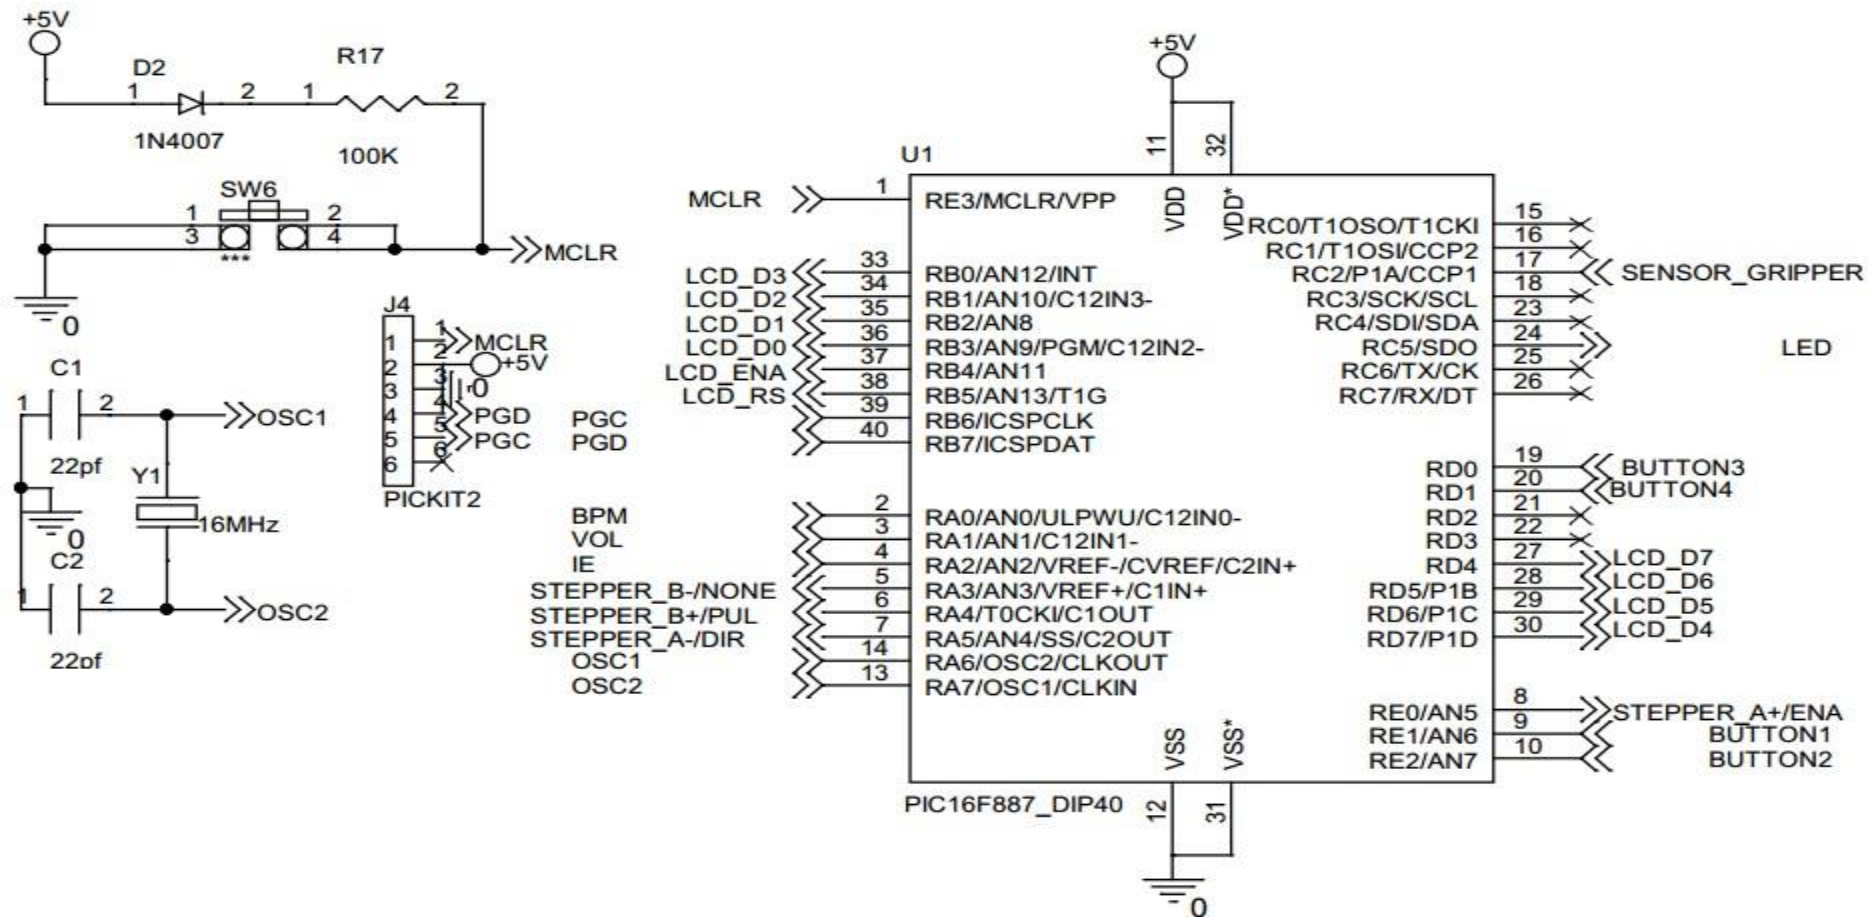 +5V
D2
R17
1 2 1 2
1N4007
100K
SW6
1 2
3 4
***
MCLR
0
J4
1 1 MCLR
2 2 +5V
3 3 0
4 4 PGD
5 5 PGC
6 6
PICKIT2
C1
1 2 OSC1
22pf
Y1
16MHz
0
C2
1 2 OSC2
22pf
+5V
11 32
U1
VDD VDD*
MCLR 1 RE3/MCLR/VPP
LCD_D3 33 RB0/AN12/INT
LCD_D2 34 RB1/AN10/C12IN3-
LCD_D1 35 RB2/AN8
LCD_D0 36 RB3/AN9/PGM/C12IN2-
LCD_ENA 37 RB4/AN11
LCD_RS 38 RB5/AN13/T1G
PGC 39 RB6/ICSPCLK
PGD 40 RB7/ICSPDAT
BPM 2 RA0/AN0/ULPWU/C12IN0-
VOL 3 RA1/AN1/C12IN1-
IE 4 RA2/AN2/VREF-/CVREF/C2IN+
STEPPER_B-/NONE 5 RA3/AN3/VREF+/C1IN+
STEPPER_B+/PUL 6 RA4/T0CKI/C1OUT
STEPPER_A-/DIR 7 RA5/AN4/SS/C2OUT
OSC1 14 RA6/OSC2/CLKOUT
OSC2 13 RA7/OSC1/CLKIN
RC0/T1OSO/T1CKI 15
RC1/T1OSI/CCP2 16
RC2/P1A/CCP1 17 SENSOR_GRIPPER
RC3/SCK/SCL 18
RC4/SDI/SDA 23
RC5/SDO 24 LED
RC6/TX/CK 25
RC7/RX/DT 26
RD0 19 BUTTON3
RD1 20 BUTTON4
RD2 21
RD3 22
RD4 27 LCD_D7
RD5/P1B 28 LCD_D6
RD6/P1C 29 LCD_D5
RD7/P1D 30 LCD_D4
RE0/AN5 8 STEPPER_A+/ENA
RE1/AN6 9 BUTTON1
RE2/AN7 10 BUTTON2
VSS VSS*
PIC16F887_DIP40
12 31
0